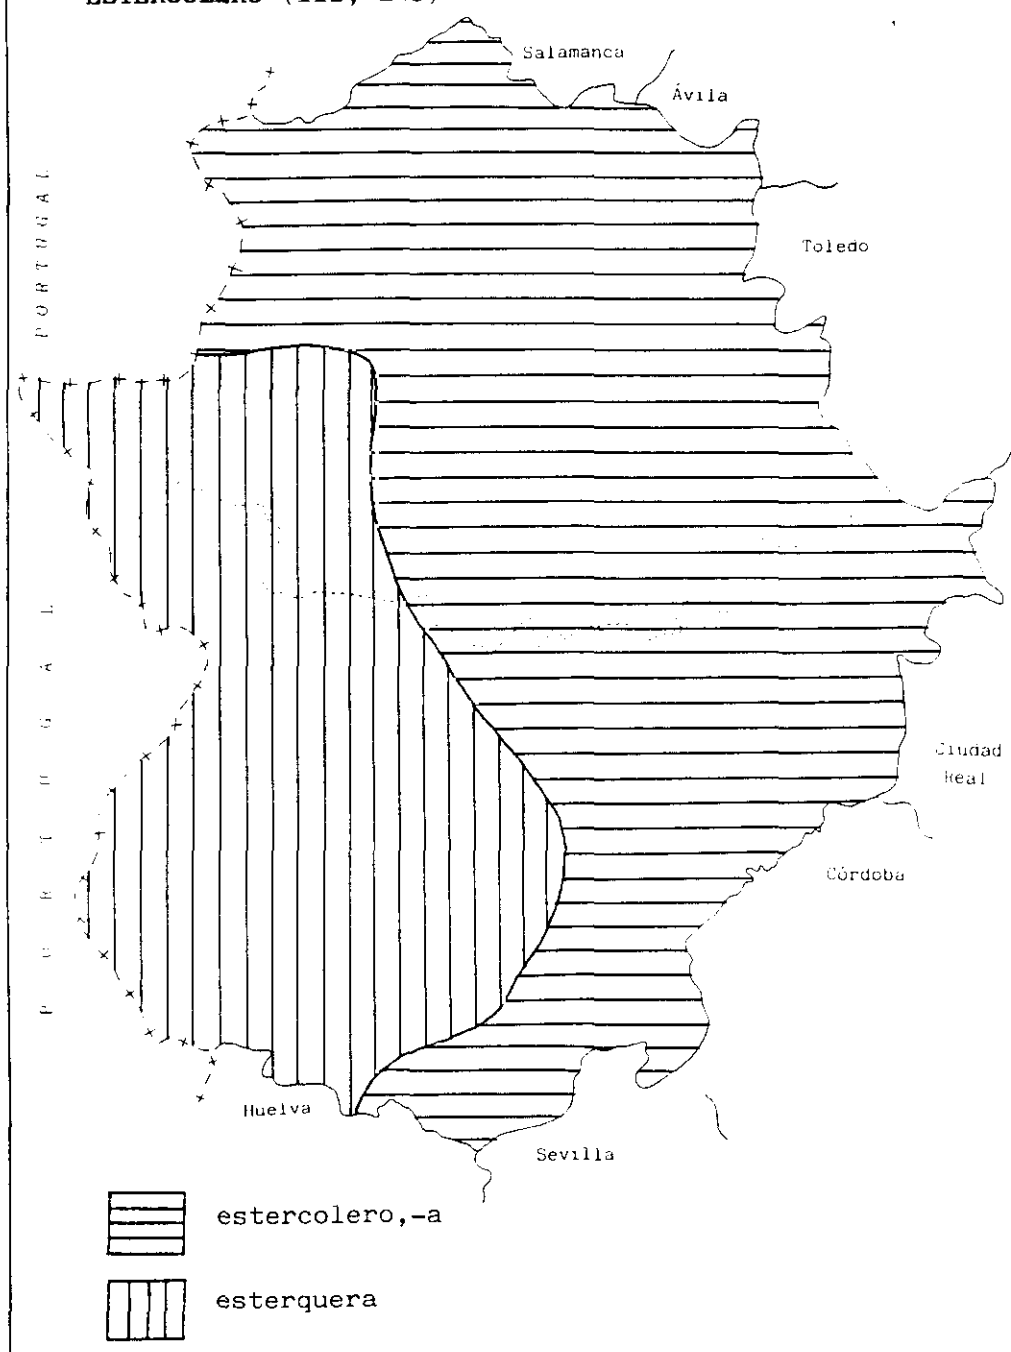 Salamanca
Ávila
PORTUGAL
Toledo
PORTUGAL
Ciudad
Real
Córdoba
Huelva
Sevilla
estercolero,-a
esterquera